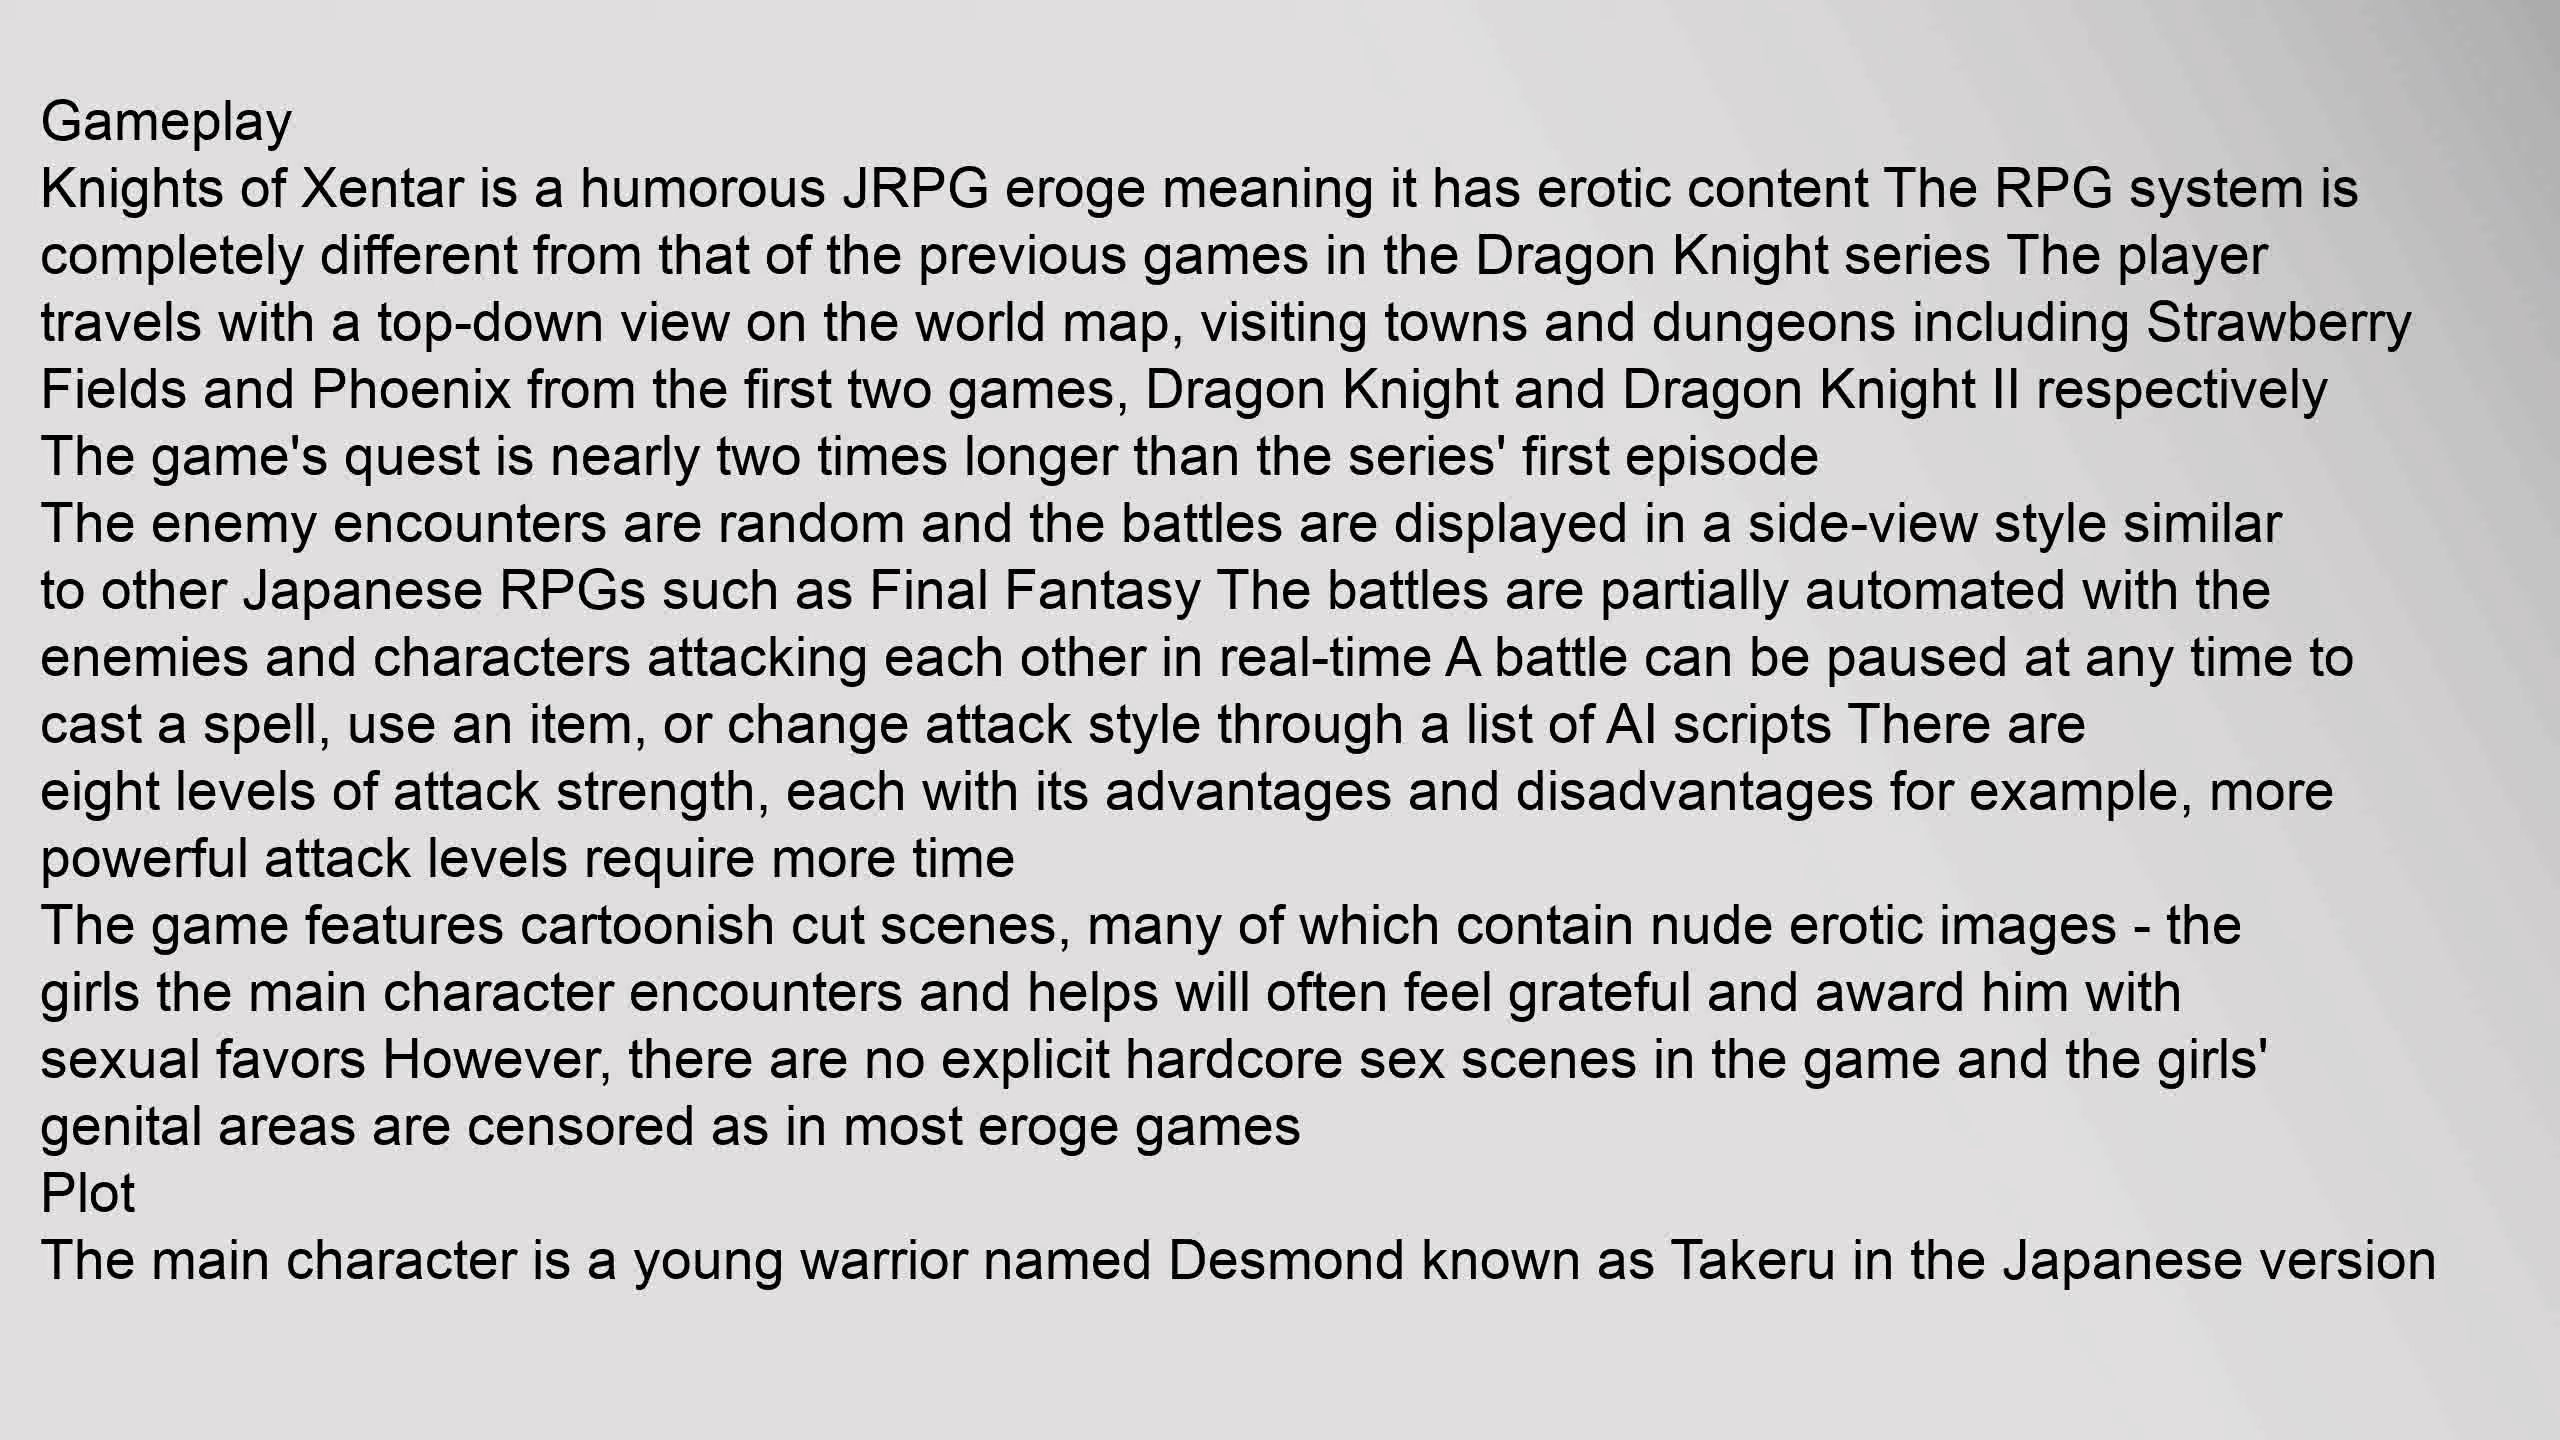 Gameplay
Knights of Xentar is a humorous JRPG eroge meaning it has erotic content The RPG system is
completely different from that of the previous games in the Dragon Knight series The player
travels with a top-down view on the world map, visiting towns and dungeons including Strawberry
Fields and Phoenix from the first two games, Dragon Knight and Dragon Knight II respectively
The game's quest is nearly two times longer than the series' first episode
The enemy encounters are random and the battles are displayed in a side-view style similar
to other Japanese RPGs such as Final Fantasy The battles are partially automated with the
enemies and characters attacking each other in real-time A battle can be paused at any time to
cast a spell, use an item, or change attack style through a list of AI scripts There are
eight levels of attack strength, each with its advantages and disadvantages for example, more
powerful attack levels require more time
The game features cartoonish cut scenes, many of which contain nude erotic images - the
girls the main character encounters and helps will often feel grateful and award him with
sexual favors However, there are no explicit hardcore sex scenes in the game and the girls'
genital areas are censored as in most eroge games
Plot
The main character is a young warrior named Desmond known as Takeru in the Japanese version